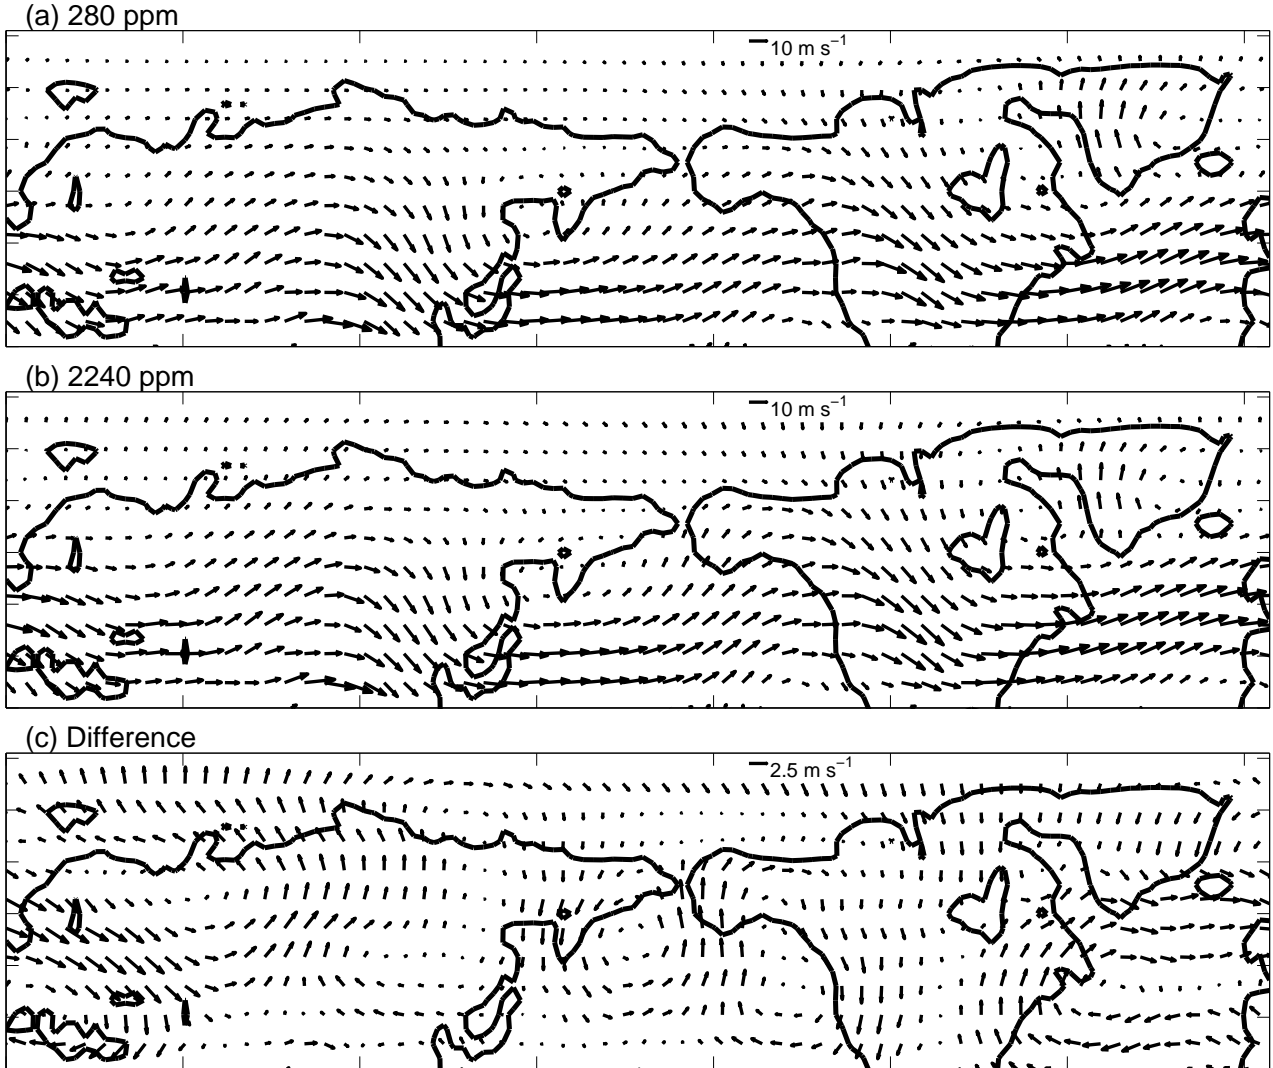 (a) 280 ppm
10 m s⁻¹
(b) 2240 ppm
10 m s⁻¹
(c) Difference
2.5 m s⁻¹